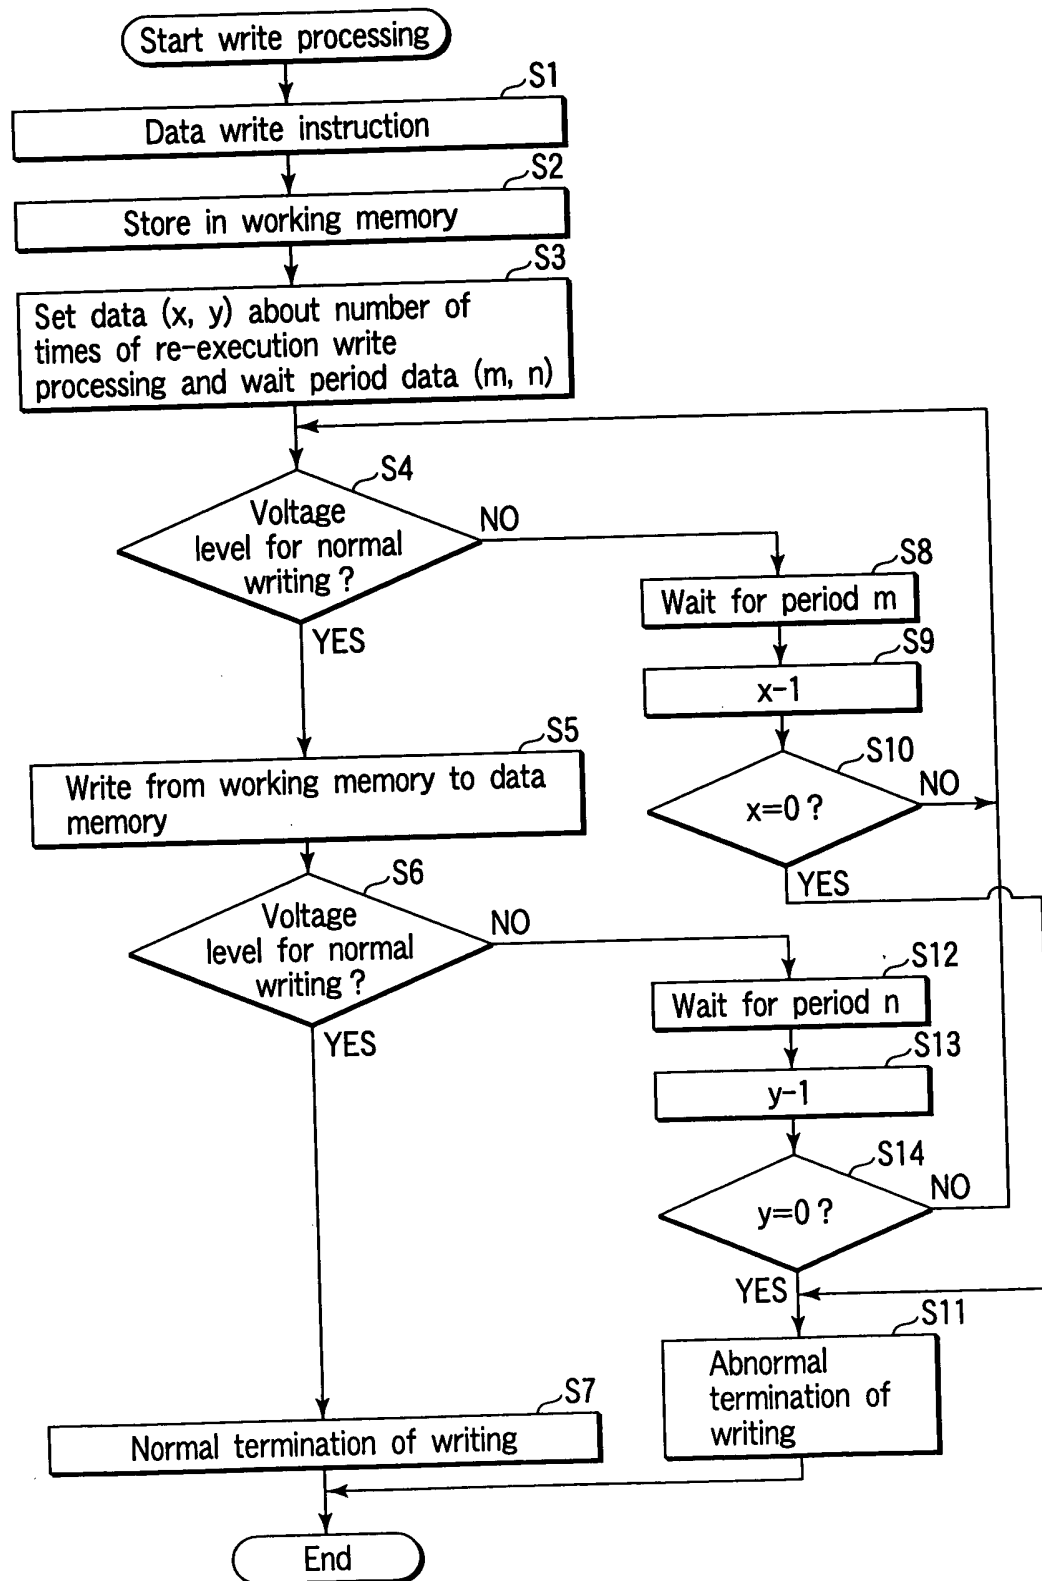 Start write processing
S1
Data write instruction
S2
Store in working memory
S3
Set data (x, y) about number of
times of re-execution write
processing and wait period data (m, n)
S4
Voltage
level for normal
writing ?
NO
YES
S8
Wait for period m
S9
x-1
S10
x=0 ?
NO
YES
S5
Write from working memory to data
memory
S6
Voltage
level for normal
writing ?
NO
YES
S12
Wait for period n
S13
y-1
S14
y=0 ?
NO
YES
S11
Abnormal
termination of
writing
S7
Normal termination of writing
End